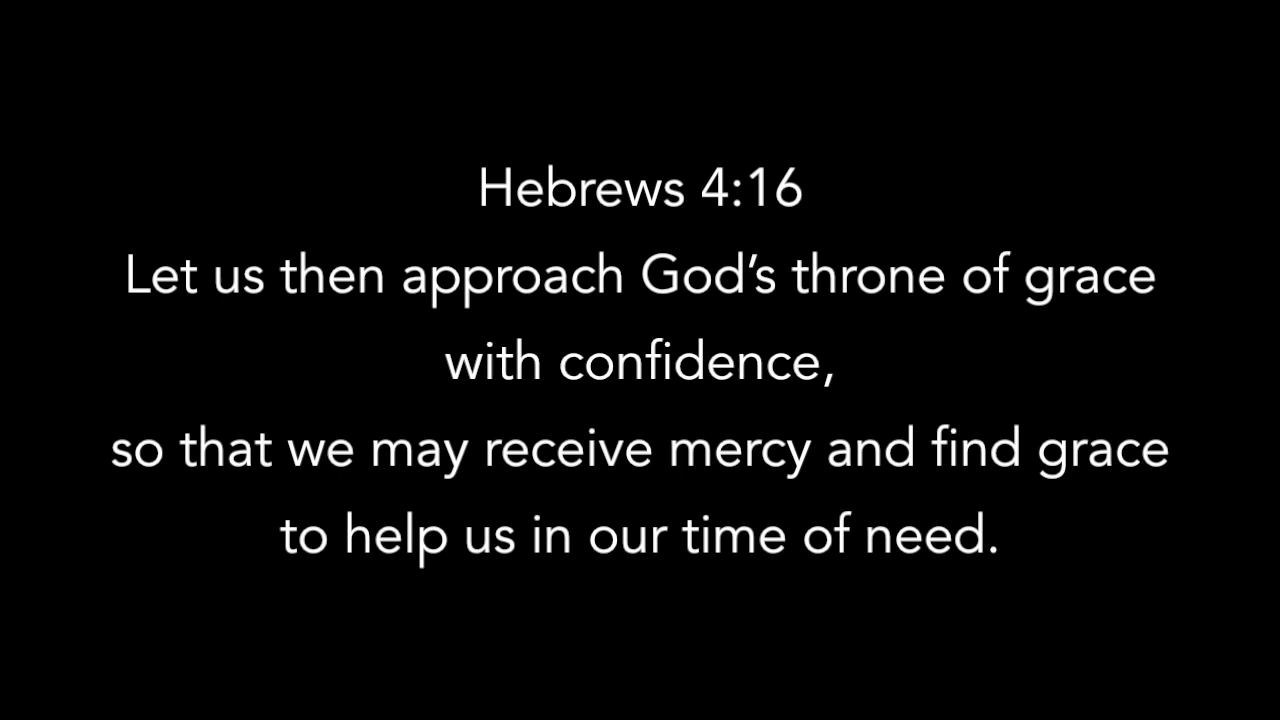 Hebrews 4:16
Let us then approach God’s throne of grace
with confidence,
so that we may receive mercy and find grace
to help us in our time of need.